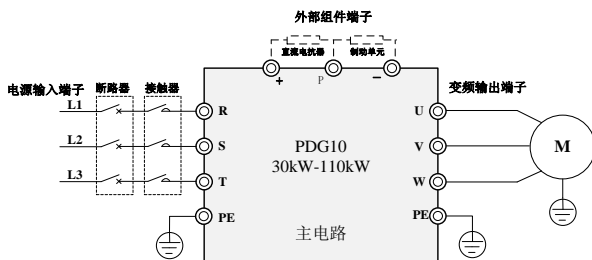 外部组件端子
直流电抗器 制动单元
+ P −
电源输入端子 断路器 接触器 变频输出端子
L1 R U
L2 S PDG10 V M
30kW-110kW
L3 T W
PE PE
主电路